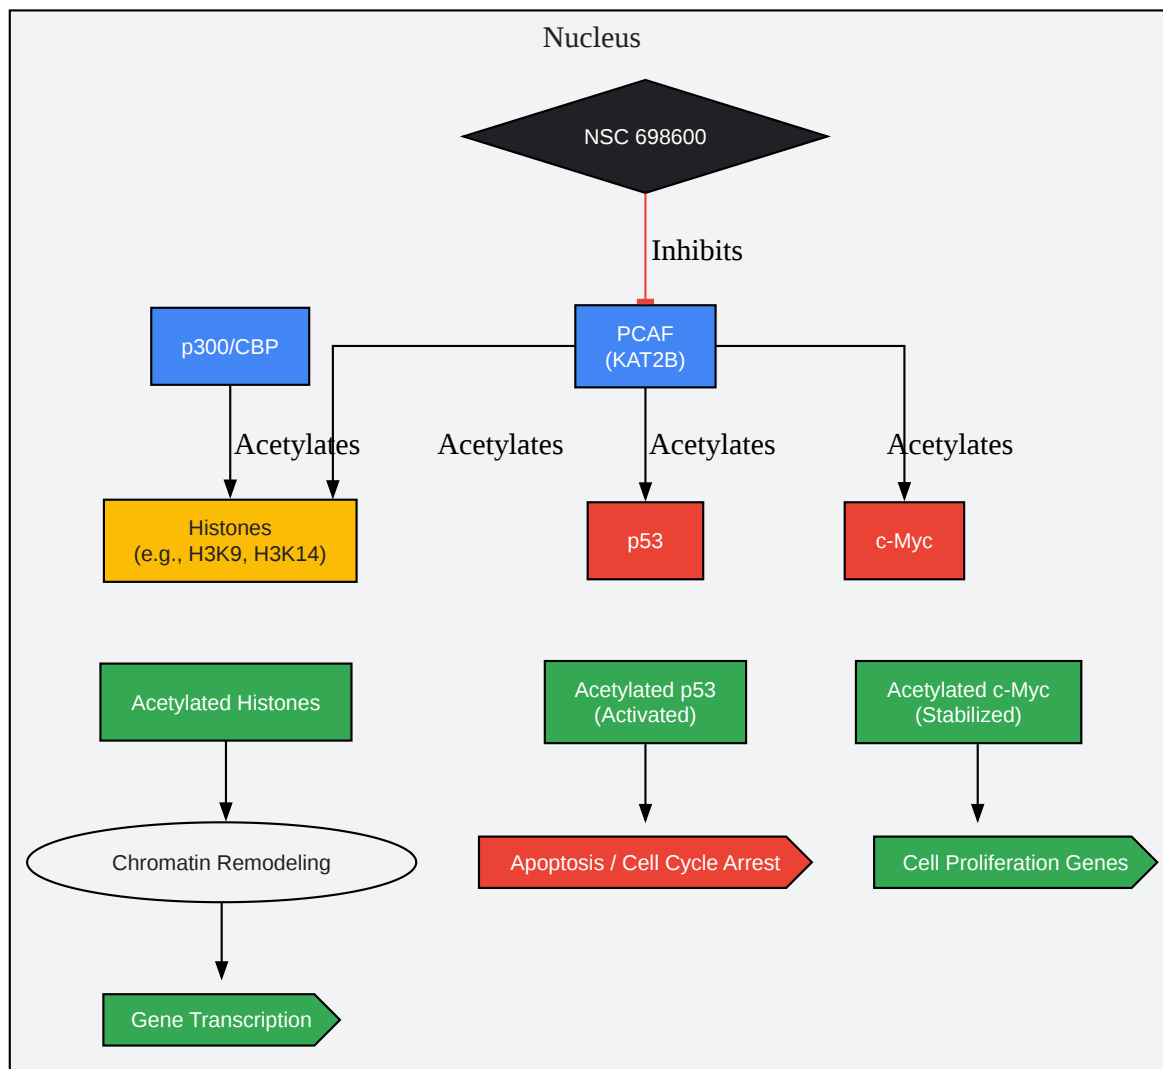 Nucleus
NSC 698600
Inhibits
p300/CBP
PCAF
(KAT2B)
Acetylates
Acetylates
Acetylates
Acetylates
Histones
(e.g., H3K9, H3K14)
p53
c-Myc
Acetylated Histones
Acetylated p53
(Activated)
Acetylated c-Myc
(Stabilized)
Chromatin Remodeling
Apoptosis / Cell Cycle Arrest
Cell Proliferation Genes
Gene Transcription